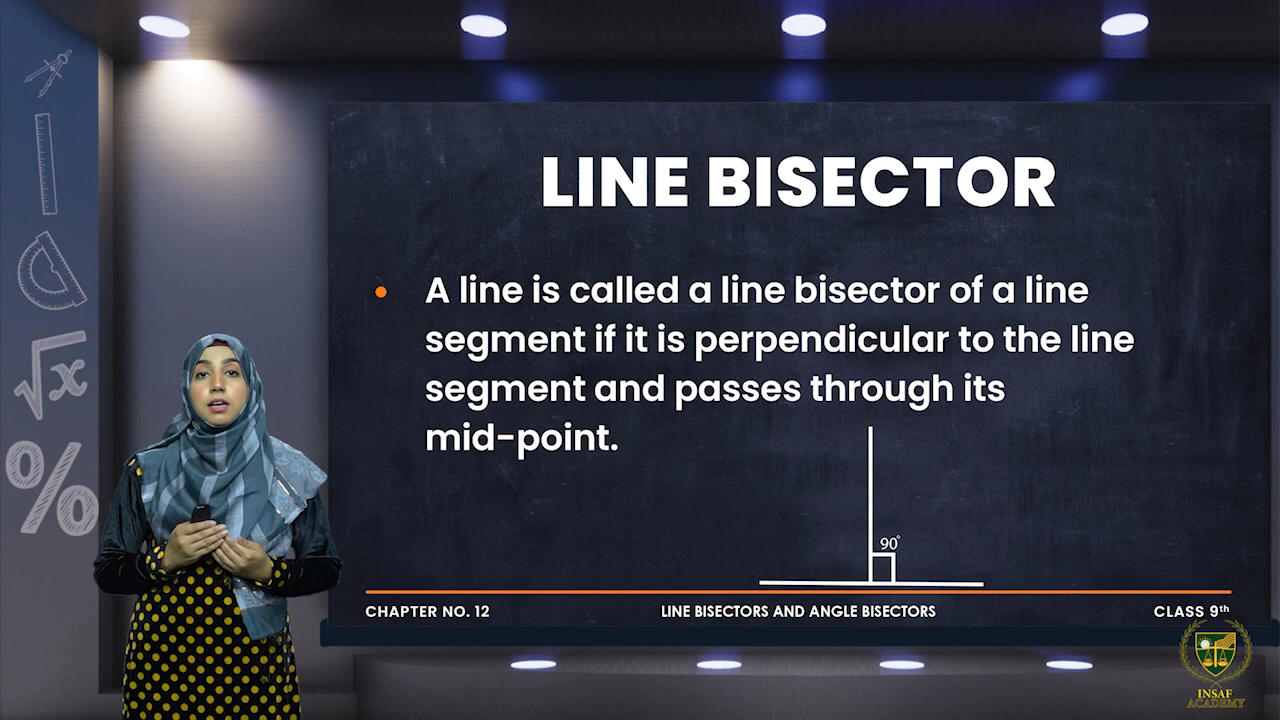 LINE BISECTOR
• A line is called a line bisector of a line
segment if it is perpendicular to the line
segment and passes through its
mid-point.
90°
CHAPTER NO. 12
LINE BISECTORS AND ANGLE BISECTORS
CLASS 9th
√x
%
INSAF
ACADEMY